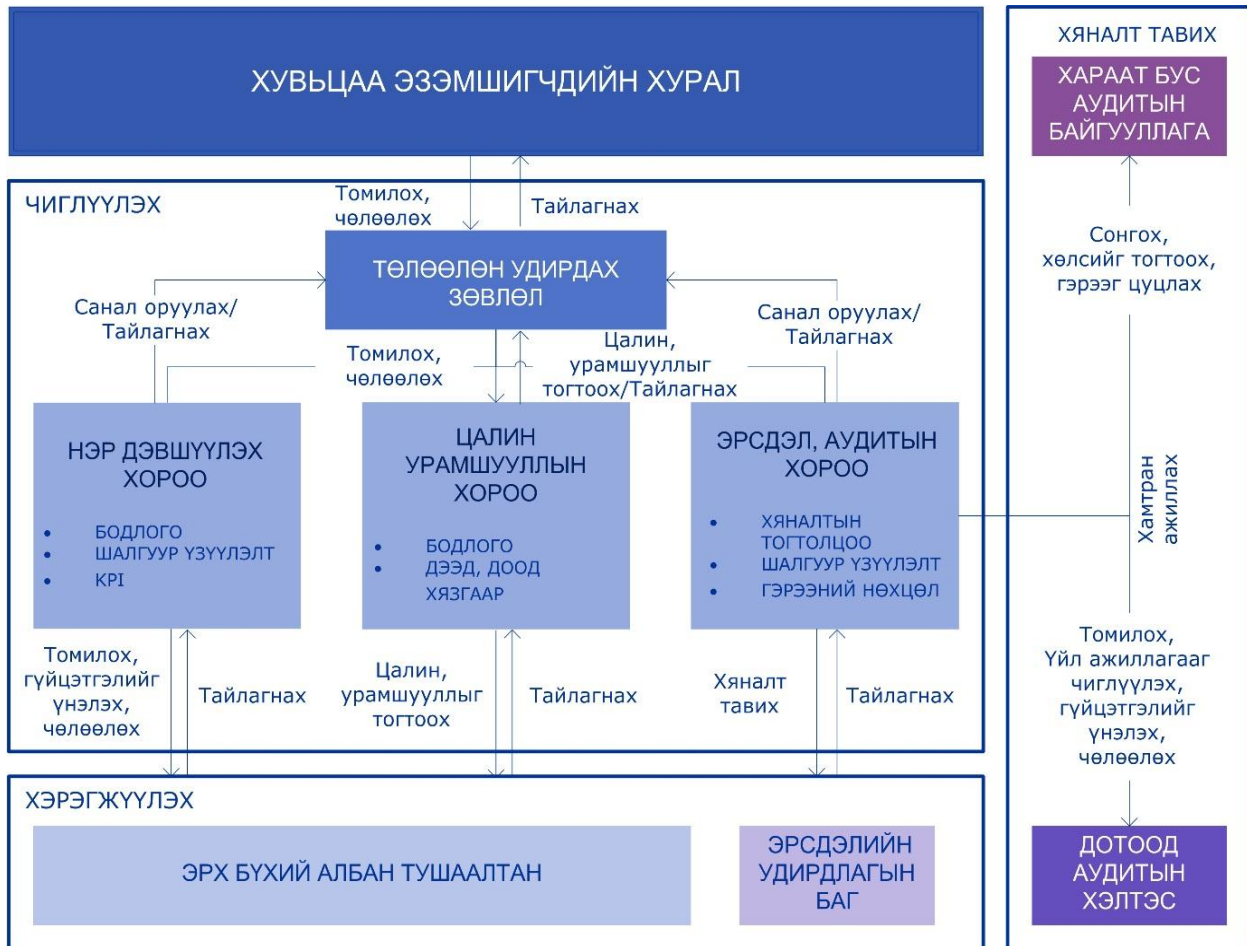 ХУВЬЦАА ЭЗЭМШИГЧДИЙН ХУРАЛ
Томилох,
чөлөөлөх
Тайлагнах
ЧИГЛҮҮЛЭХ
ТӨЛӨӨЛӨН УДИРДАХ
ЗӨВЛӨЛ
Санал оруулах/
Тайлагнах
Томилох,
чөлөөлөх
Цалин,
урамшууллыг
тогтоох/Тайлагнах
Санал оруулах/
Тайлагнах
НЭР ДЭВШҮҮЛЭХ
ХОРОО
• БОДЛОГО
• ШАЛГУУР ҮЗҮҮЛЭЛТ
• KPI
ЦАЛИН
УРАМШУУЛЛЫН
ХОРОО
• БОДЛОГО
• ДЭЭД, ДООД
ХЯЗГААР
ЭРСДЭЛ, АУДИТЫН
ХОРОО
• ХЯНАЛТЫН
ТОГТОЛЦОО
• ШАЛГУУР ҮЗҮҮЛЭЛТ
• ГЭРЭЭНИЙ НӨХЦӨЛ
Томилох,
гүйцэтгэлийг
үнэлэх,
чөлөөлөх
Тайлагнах
Цалин,
урамшууллыг
тогтоох
Тайлагнах
Хяналт
тавих
Тайлагнах
ХЭРЭГЖҮҮЛЭХ
ЭРХ БҮХИЙ АЛБАН ТУШААЛТАН
ЭРСДЭЛИЙН
УДИРДЛАГЫН
БАГ
ХЯНАЛТ ТАВИХ
ХАРААТ БУС
АУДИТЫН
БАЙГУУЛЛАГА
Сонгох,
хөлсийг тогтоох,
гэрээг цуцлах
Хамтран
ажиллах
Томилох,
Үйл ажиллагааг
чиглүүлэх,
гүйцэтгэлийг
үнэлэх,
чөлөөлөх
ДОТООД
АУДИТЫН
ХЭЛТЭС